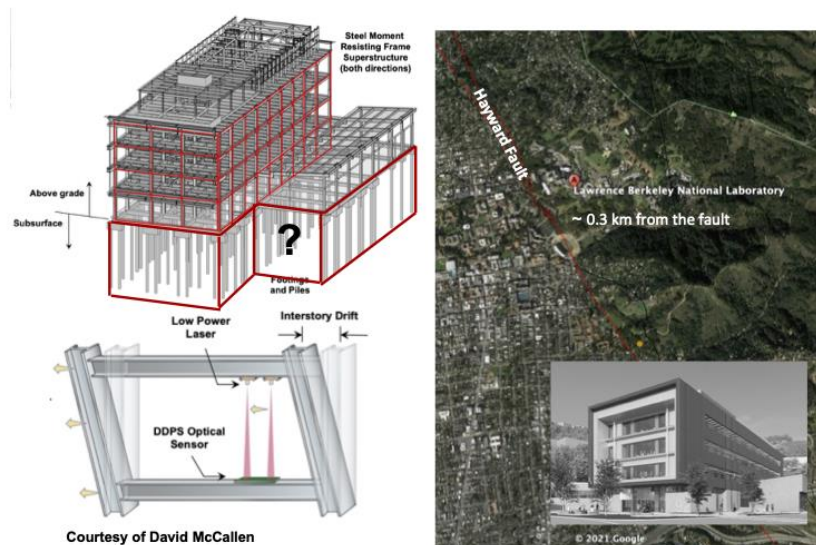 Steel Moment
Resisting Frame
Superstructure
(both directions)
Above grade
Subsurface
?
Footings
and Piles
Low Power
Laser
Interstory Drift
DDPS Optical
Sensor
Courtesy of David McCallen
Hayward Fault
Lawrence Berkeley National Laboratory
~ 0.3 km from the fault
© 2021 Google